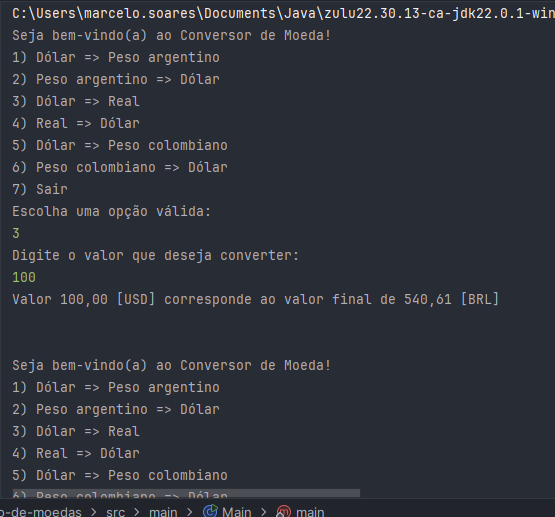 C:\Users\marcelo.soares\Documents\Java\zulu22.30.13-ca-jdk22.0.1-win
Seja bem-vindo(a) ao Conversor de Moeda!
1) Dólar => Peso argentino
2) Peso argentino => Dólar
3) Dólar => Real
4) Real => Dólar
5) Dólar => Peso colombiano
6) Peso colombiano => Dólar
7) Sair
Escolha uma opção válida:
3
Digite o valor que deseja converter:
100
Valor 100,00 [USD] corresponde ao valor final de 540,61 [BRL]
Seja bem-vindo(a) ao Conversor de Moeda!
1) Dólar => Peso argentino
2) Peso argentino => Dólar
3) Dólar => Real
4) Real => Dólar
5) Dólar => Peso colombiano
6) Peso colombiano => Dólar
o-de-moedas > src > main > Main > main